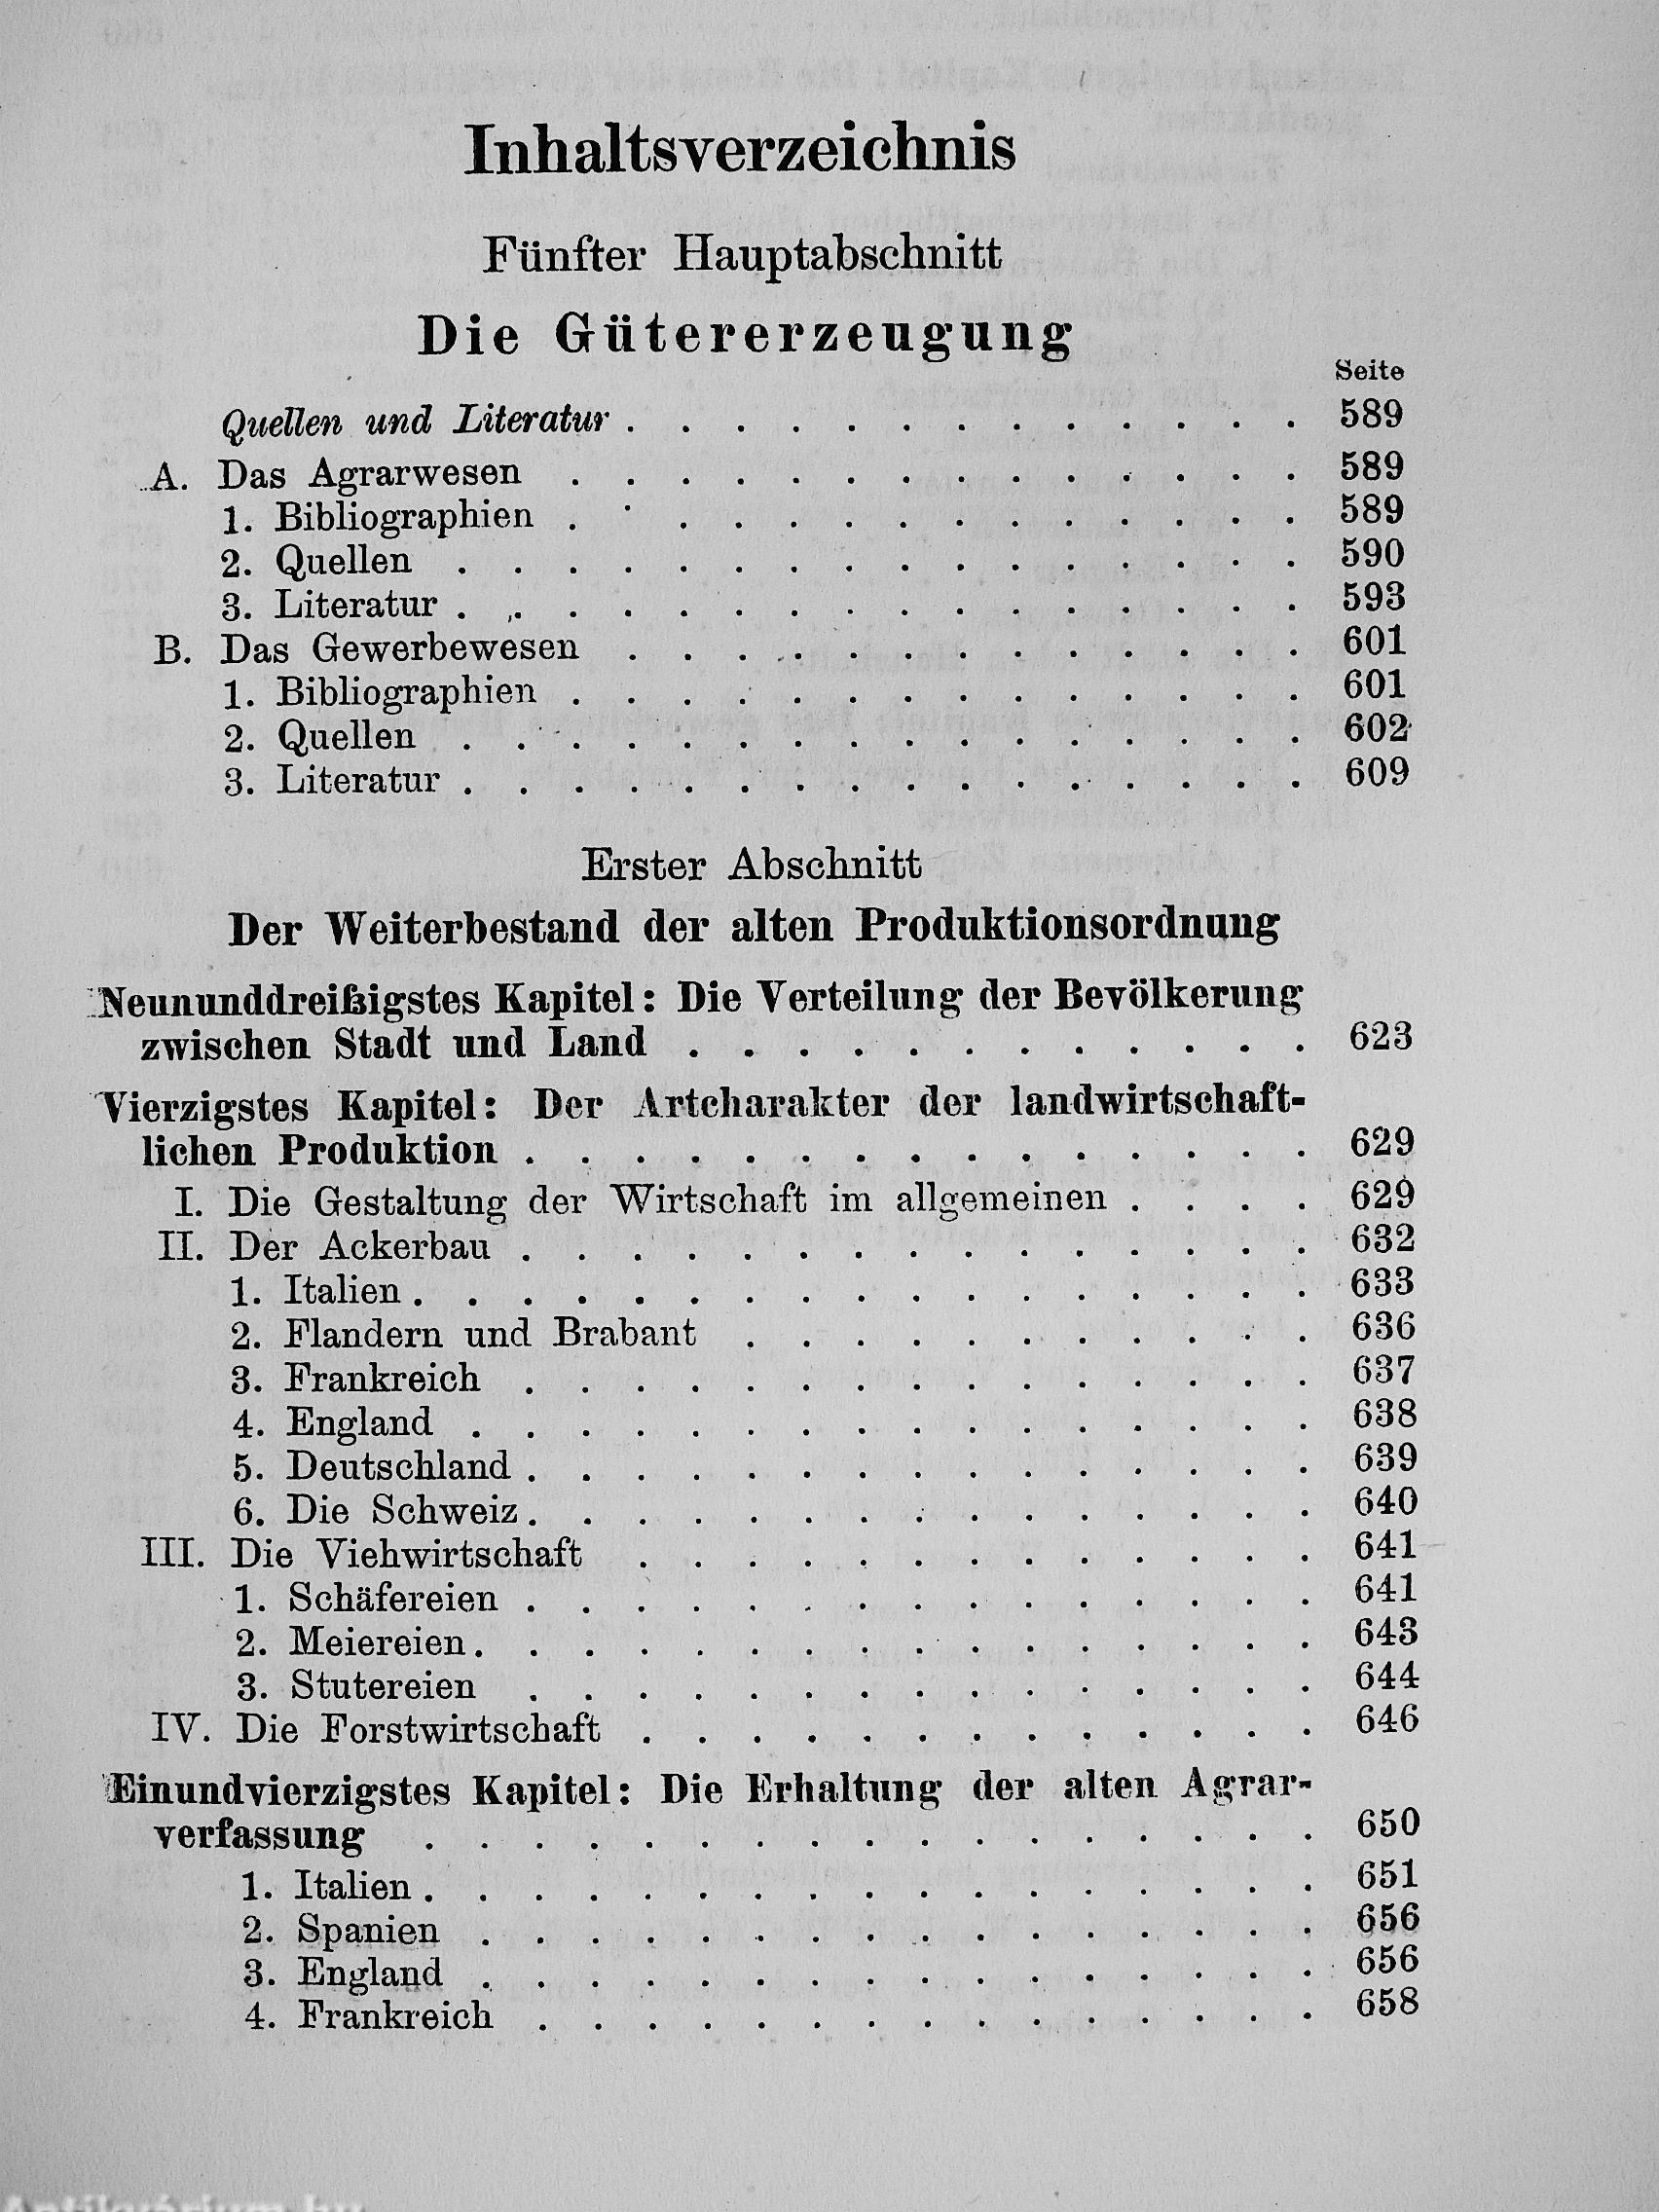 Inhaltsverzeichnis
Fünfter Hauptabschnitt
Die Gütererzeugung
Seite
Quellen und Literatur . . . . . . . . . . . . . 589
A. Das Agrarwesen . . . . . . . . . . . . . . 589
1. Bibliographien . . . . . . . . . . . . . . 589
2. Quellen . . . . . . . . . . . . . . . . 590
3. Literatur . . . . . . . . . . . . . . . . 593
B. Das Gewerbewesen . . . . . . . . . . . . . 601
1. Bibliographien . . . . . . . . . . . . . . 601
2. Quellen . . . . . . . . . . . . . . . . 602
3. Literatur . . . . . . . . . . . . . . . . 609
Erster Abschnitt
Der Weiterbestand der alten Produktionsordnung
Neununddreißigstes Kapitel: Die Verteilung der Bevölkerung
zwischen Stadt und Land . . . . . . . . . . . . 623
Vierzigstes Kapitel: Der Artcharakter der landwirtschaft-
lichen Produktion . . . . . . . . . . . . . . . 629
I. Die Gestaltung der Wirtschaft im allgemeinen . . . . 629
II. Der Ackerbau . . . . . . . . . . . . . . . 632
1. Italien . . . . . . . . . . . . . . . . . 633
2. Flandern und Brabant . . . . . . . . . . . 636
3. Frankreich . . . . . . . . . . . . . . . 637
4. England . . . . . . . . . . . . . . . . 638
5. Deutschland . . . . . . . . . . . . . . . 639
6. Die Schweiz . . . . . . . . . . . . . . . 640
III. Die Viehwirtschaft . . . . . . . . . . . . . 641
1. Schäfereien . . . . . . . . . . . . . . . 641
2. Meiereien . . . . . . . . . . . . . . . . 643
3. Stutereien . . . . . . . . . . . . . . . 644
IV. Die Forstwirtschaft . . . . . . . . . . . . . 646
Einundvierzigstes Kapitel: Die Erhaltung der alten Agrar-
verfassung . . . . . . . . . . . . . . . . . 650
1. Italien . . . . . . . . . . . . . . . . . 651
2. Spanien . . . . . . . . . . . . . . . . 656
3. England . . . . . . . . . . . . . . . . 656
4. Frankreich . . . . . . . . . . . . . . . 658